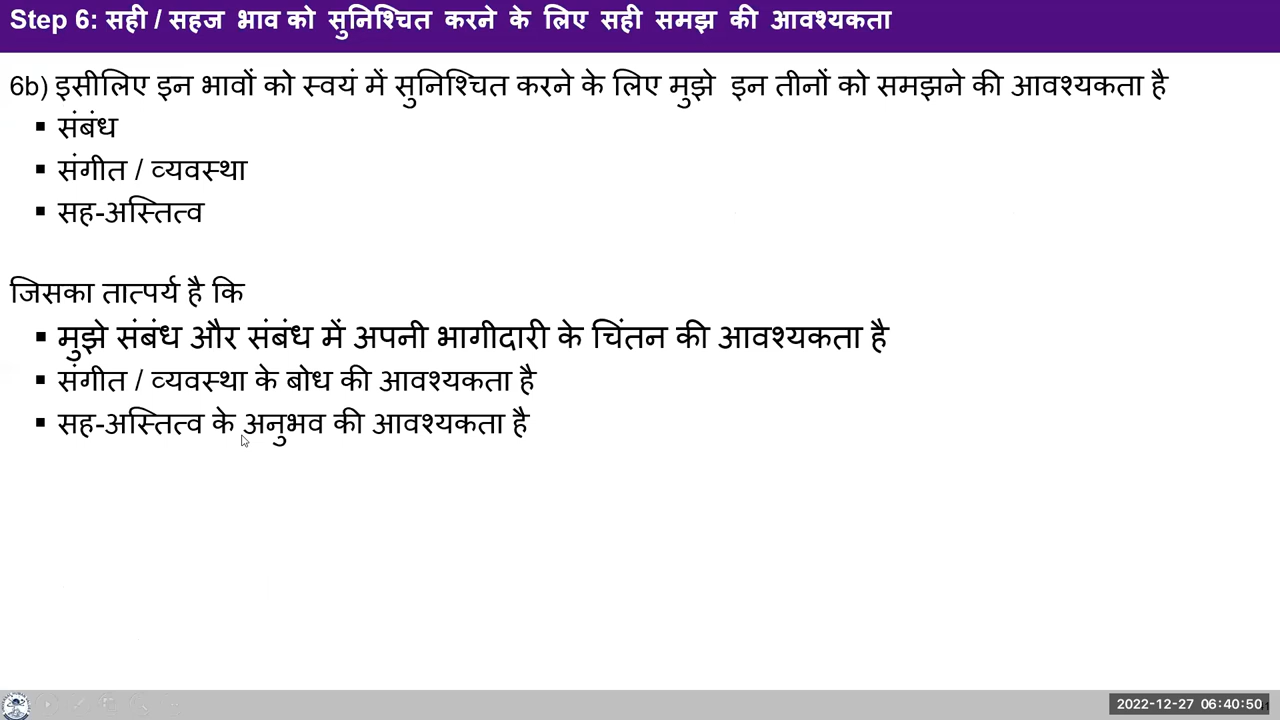 Step 6: सही / सहज भाव को सुनिश्चित करने के लिए सही समझ की आवश्यकता
6b) इसीलिए इन भावों को स्वयं में सुनिश्चित करने के लिए मुझे इन तीनों को समझने की आवश्यकता है
▪ संबंध
▪ संगीत / व्यवस्था
▪ सह-अस्तित्व
जिसका तात्पर्य है कि
▪ मुझे संबंध और संबंध में अपनी भागीदारी के चिंतन की आवश्यकता है
▪ संगीत / व्यवस्था के बोध की आवश्यकता है
▪ सह-अस्तित्व के अनुभव की आवश्यकता है
2022-12-27 06:40:50